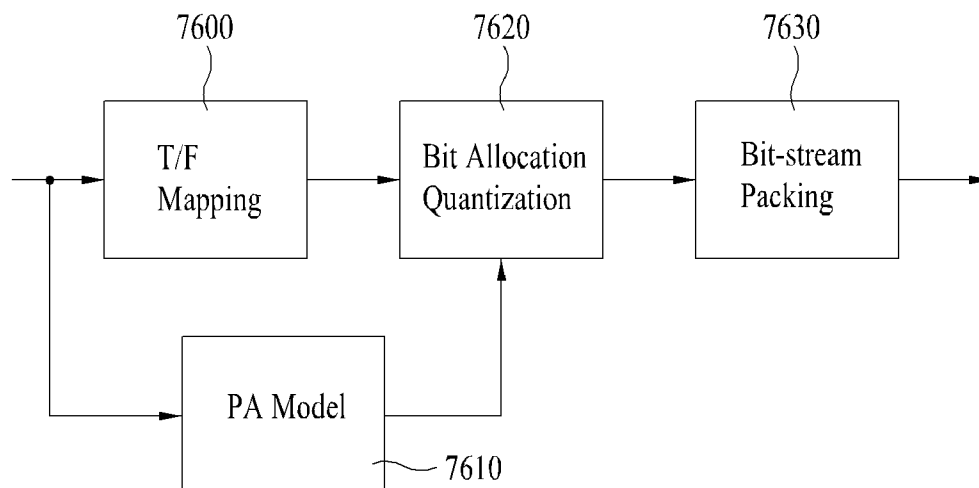 7600
7620
7630
T/F
Mapping
Bit Allocation
Quantization
Bit-stream
Packing
PA Model
7610